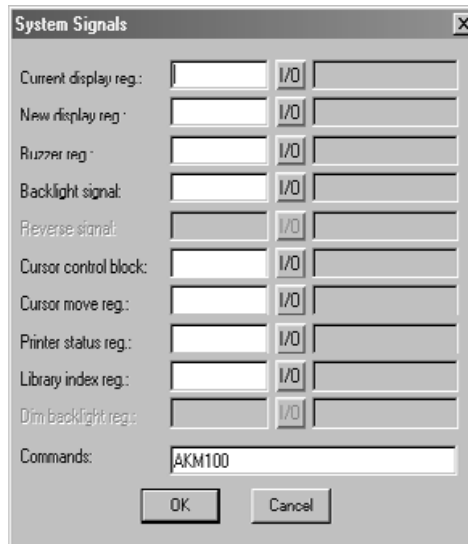 System Signals
Current display reg.: I/O
New display reg.: I/O
Buzzer reg.: I/O
Backlight signal: I/O
Reverse signal: I/O
Cursor control block: I/O
Cursor move reg.: I/O
Printer status reg.: I/O
Library index reg.: I/O
Dim backlight reg.: I/O
Commands: AKM100
OK Cancel